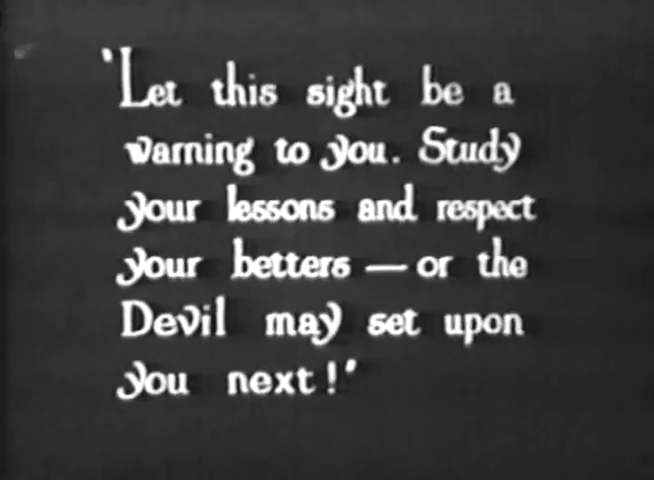 'Let this sight be a
warning to you. Study
your lessons and respect
your betters — or the
Devil may set upon
you next!'